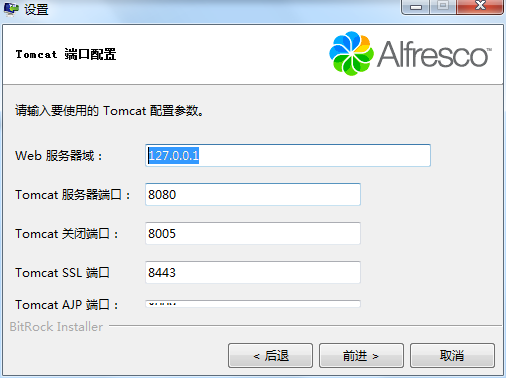 设置
Tomcat 端口配置
Alfresco™
请输入要使用的 Tomcat 配置参数。
Web 服务器域： 127.0.0.1
Tomcat 服务器端口： 8080
Tomcat 关闭端口： 8005
Tomcat SSL 端口 8443
Tomcat AJP 端口：
BitRock Installer
< 后退 前进 > 取消